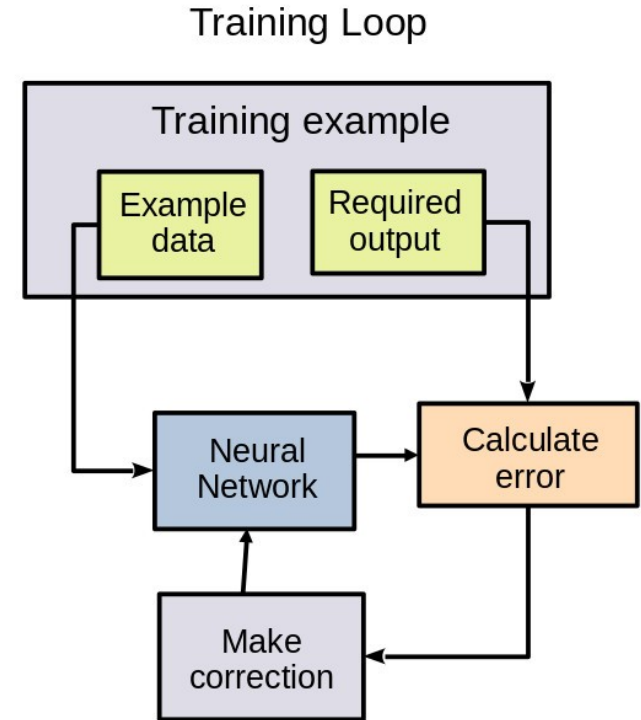 Training Loop
Training example
Example
data
Required
output
Neural
Network
Calculate
error
Make
correction